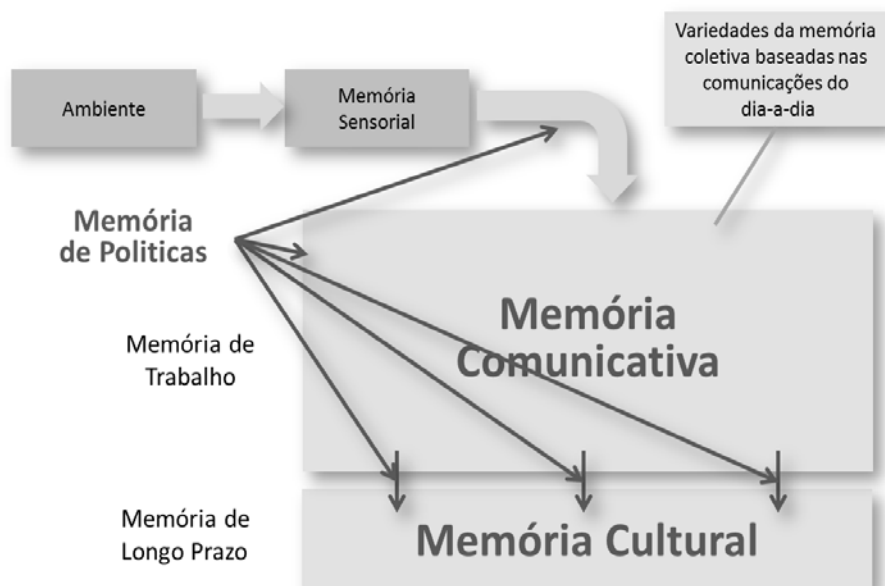 Variedades da memória
coletiva baseadas nas
comunicações do
dia-a-dia
Ambiente
Memória
Sensorial
Memória
de Politicas
Memória
Comunicativa
Memória de
Trabalho
Memória de
Longo Prazo
Memória Cultural